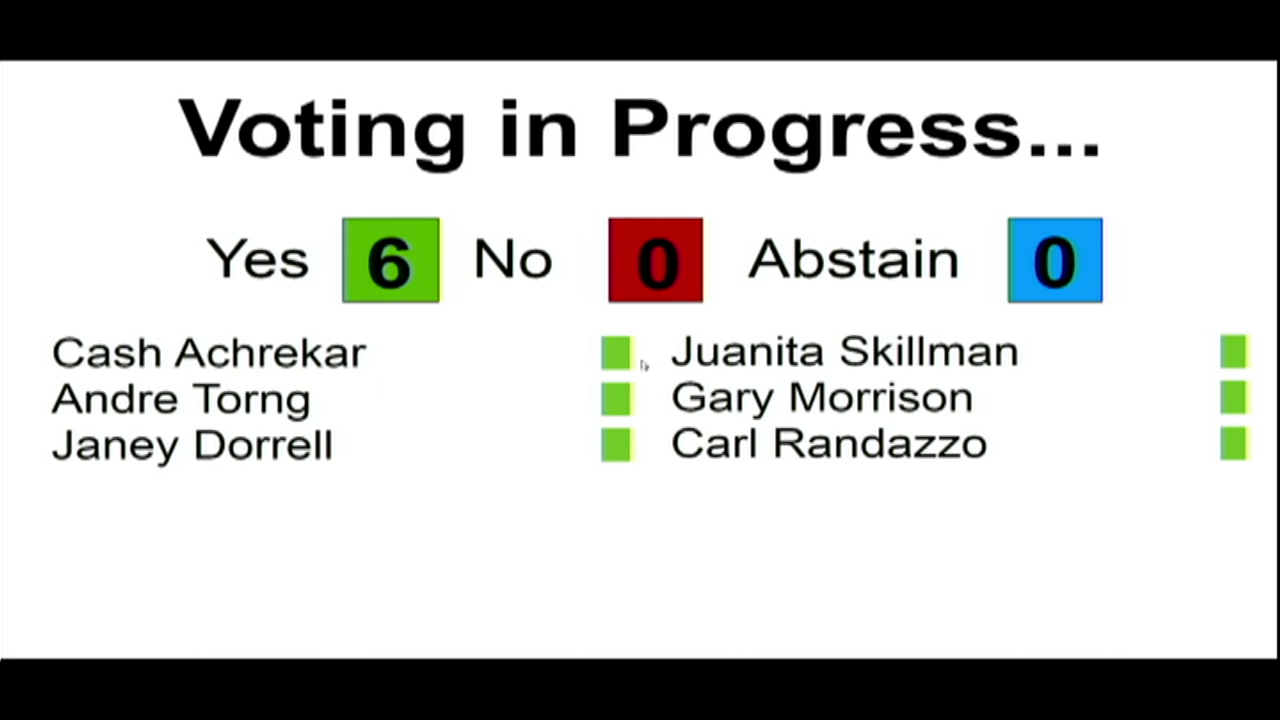 Voting in Progress...
Yes 6 No 0 Abstain 0
Cash Achrekar Juanita Skillman
Andre Torng Gary Morrison
Janey Dorrell Carl Randazzo